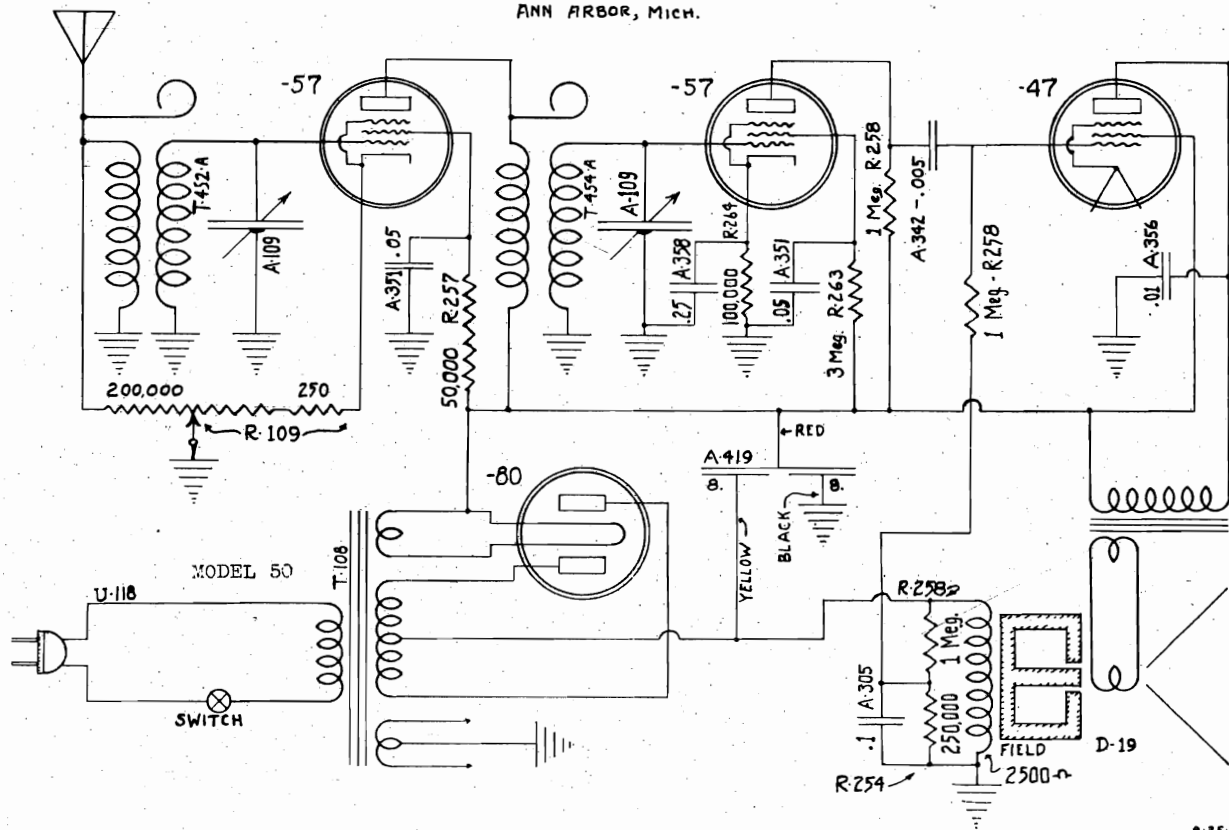 ANN ARBOR, MICH.
-57
-57
-47
T-452-A
A-109
A-351 .05
R-257
50,000
T-454-A
A-109
A-358
.25
R-264
100,000
A-351
.05
R-263
3 Meg.
1 Meg. R-258
A-342-.005
1 Meg - R258
A-356
.01
200,000
250
R-109
RED
A-419
8.
8.
YELLOW
BLACK
-80
MODEL 50
U-118
T-108
SWITCH
R-258
1 Meg.
A-305
.1
250,000
R-254
FIELD
2500 Ω
D-19